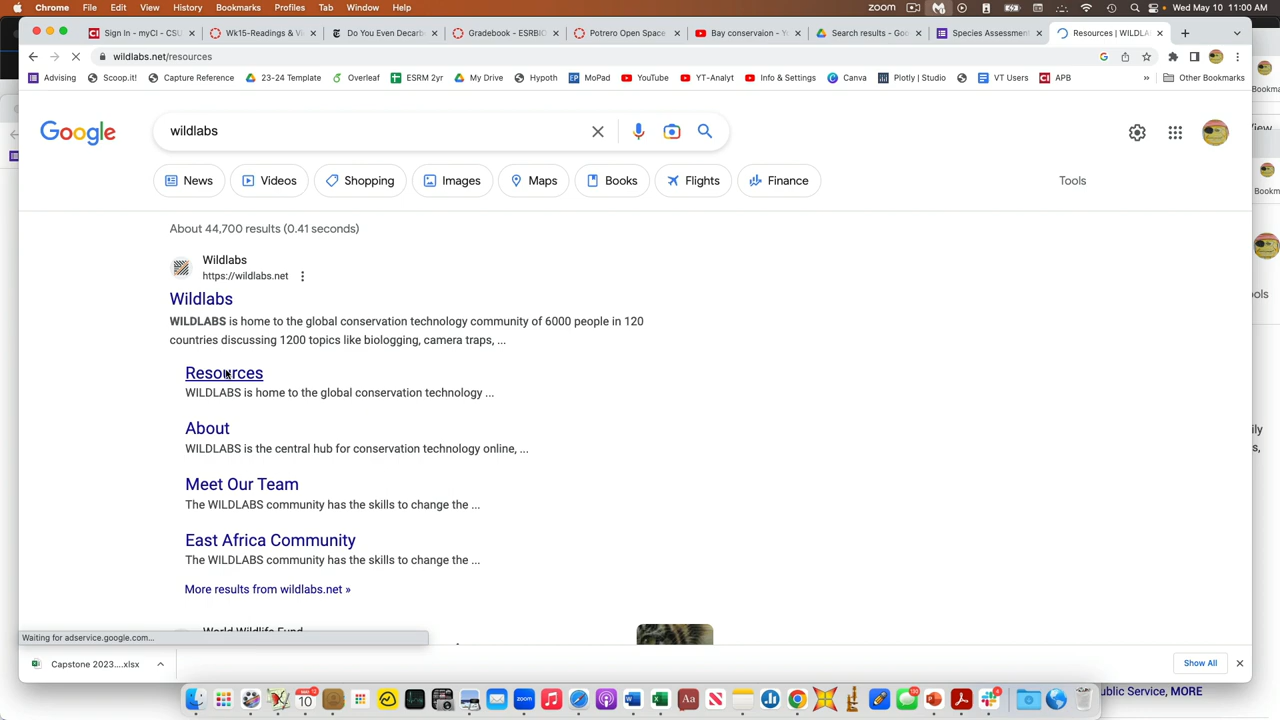 Chrome File Edit View History Bookmarks Profiles Tab Window Help zoom Wed May 10 11:00 AM
Sign In - myCI - CSU Wk15-Readings & Vi Do You Even Decarb Gradebook - ESRBIO Potrero Open Space Bay conservaion - Y Search results - Goo Species Assessment Resources | WILDLA
wildlabs.net/resources
Advising Scoop.it! Capture Reference 23-24 Template Overleaf ESRM 2yr My Drive Hypoth MoPad YouTube YT-Analyt Info & Settings Canva Plotly | Studio VT Users APB » Other Bookmarks
Google wildlabs
News Videos Shopping Images Maps Books Flights Finance Tools
About 44,700 results (0.41 seconds)
Wildlabs
https://wildlabs.net
Wildlabs
WILDLABS is home to the global conservation technology community of 6000 people in 120
countries discussing 1200 topics like biologging, camera traps, ...
Resources
WILDLABS is home to the global conservation technology ...
About
WILDLABS is the central hub for conservation technology online, ...
Meet Our Team
The WILDLABS community has the skills to change the ...
East Africa Community
The WILDLABS community has the skills to change the ...
More results from wildlabs.net »
World Wildlife Fund
Waiting for adservice.google.com...
Capstone 2023....xlsx Show All
ublic Service, MORE